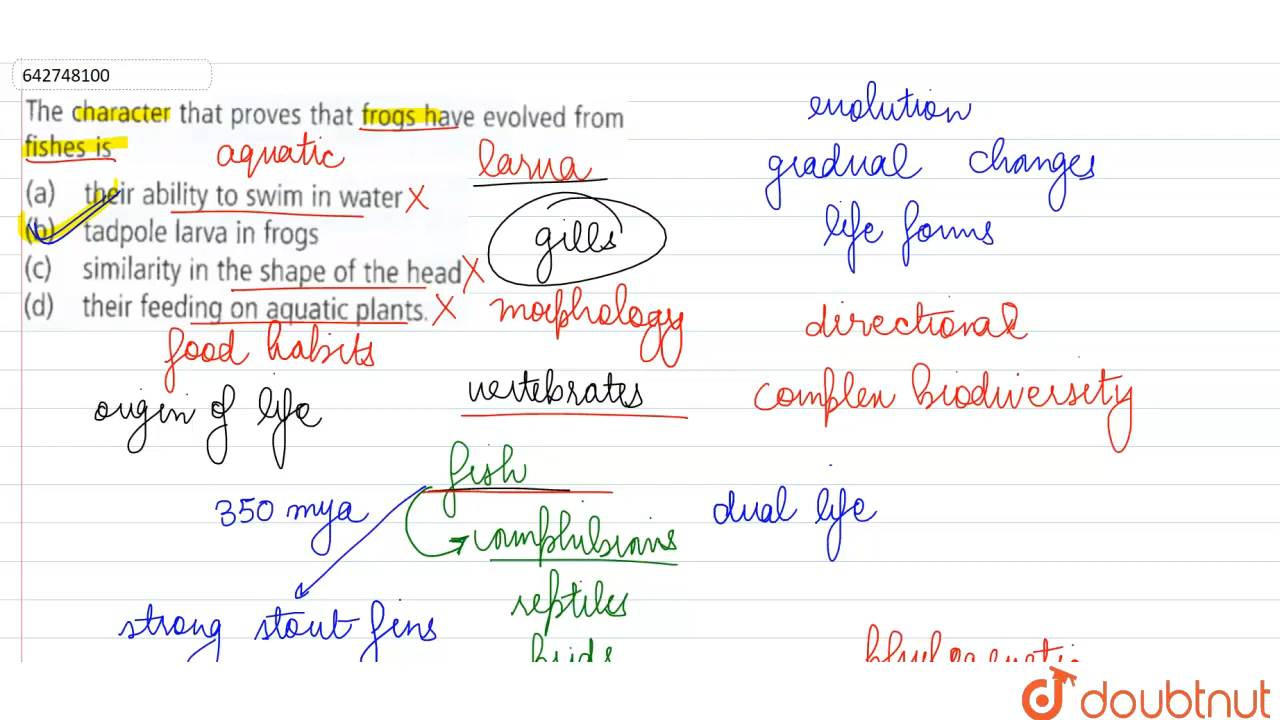 642748100
The character that proves that frogs have evolved from
fishes is
aquatic
larva
(a) their ability to swim in water X
(b) tadpole larva in frogs
gills
(c) similarity in the shape of the head X
(d) their feeding on aquatic plants. X
morphology
food habits
origin of life
vertebrates
fish
350 mya
amphibians
reptiles
strong stout fins
evolution
gradual changes
life forms
directional
complex biodiversity
dual life
doubtnut